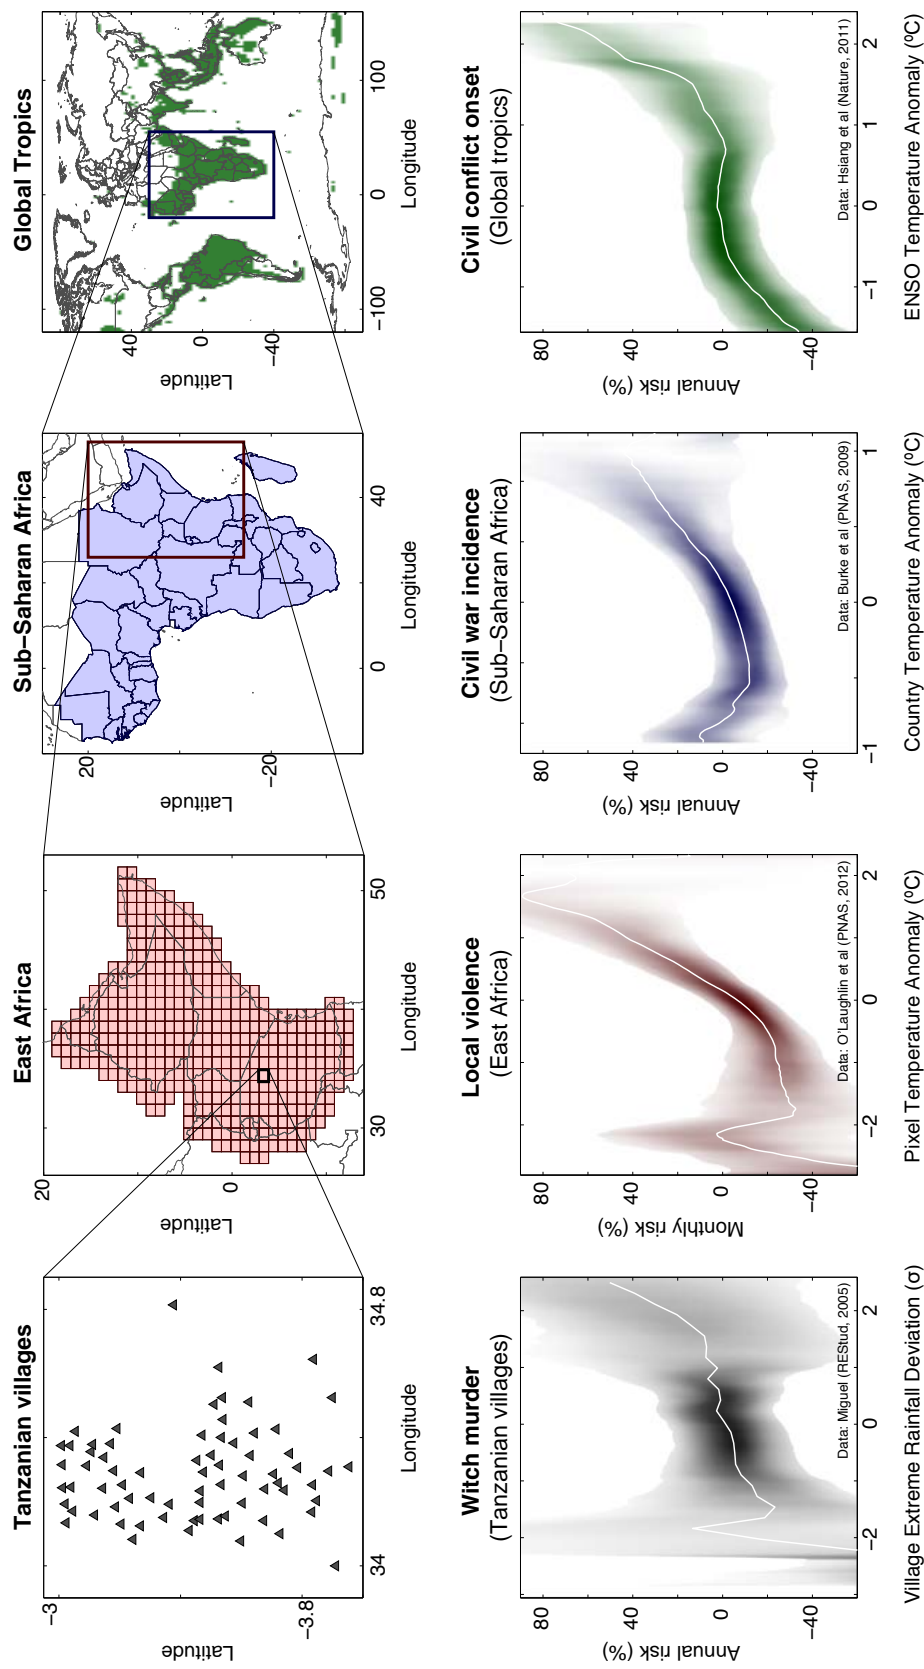 Tanzanian villages
−3
−3.8
Latitude
34
34.8
Longitude
East Africa
20
0
Latitude
30
50
Longitude
Sub−Saharan Africa
20
−20
Latitude
0
40
Longitude
Global Tropics
40
0
−40
Latitude
−100
0
100
Longitude
Witch murder
(Tanzanian villages)
80
40
0
−40
Annual risk (%)
Data: Miguel (REStud, 2005)
−2
0
2
Village Extreme Rainfall Deviation (σ)
Local violence
(East Africa)
80
40
0
−40
Monthly risk (%)
Data: O'Laughlin et al (PNAS, 2012)
−2
0
2
Pixel Temperature Anomaly (ºC)
Civil war incidence
(Sub−Saharan Africa)
80
40
0
−40
Annual risk (%)
Data: Burke et al (PNAS, 2009)
−1
0
1
Country Temperature Anomaly (ºC)
Civil conflict onset
(Global tropics)
80
40
0
−40
Annual risk (%)
Data: Hsiang et al (Nature, 2011)
−1
0
1
2
ENSO Temperature Anomaly (ºC)